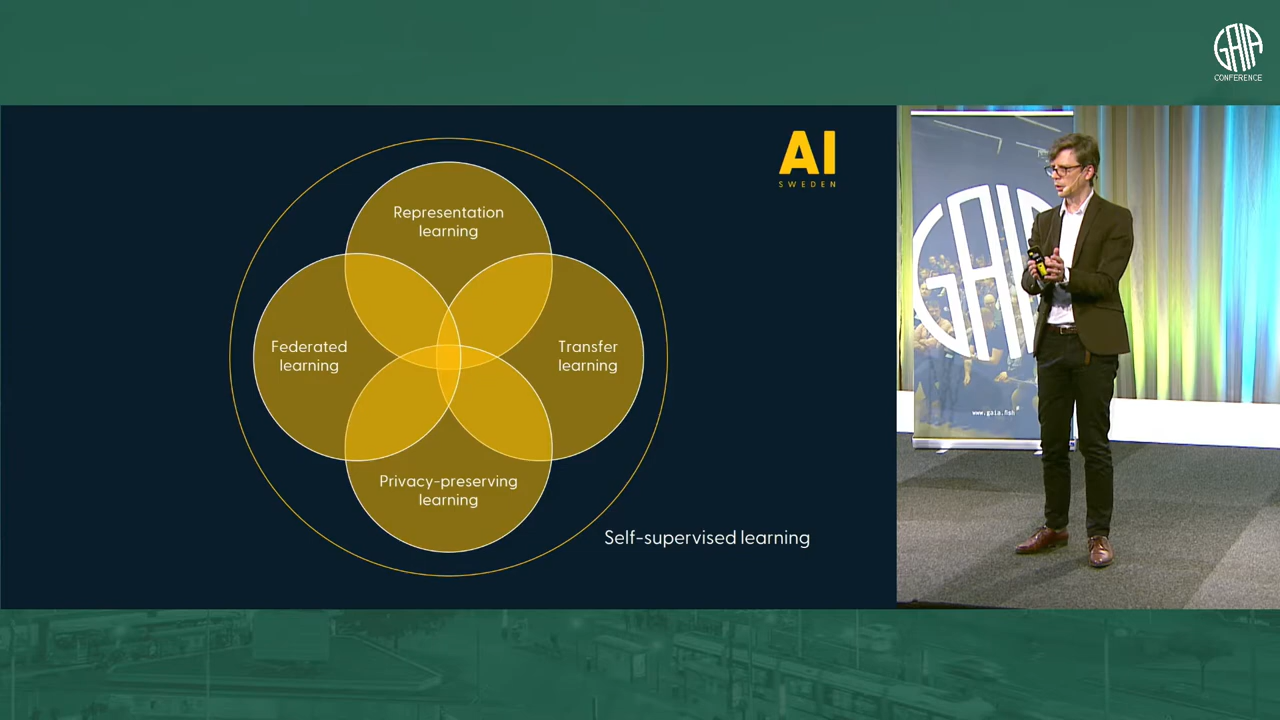 GAIA
CONFERENCE
AI
SWEDEN
Representation
learning
Federated
learning
Transfer
learning
Privacy-preserving
learning
Self-supervised learning
GAIA
www.gaia.fish